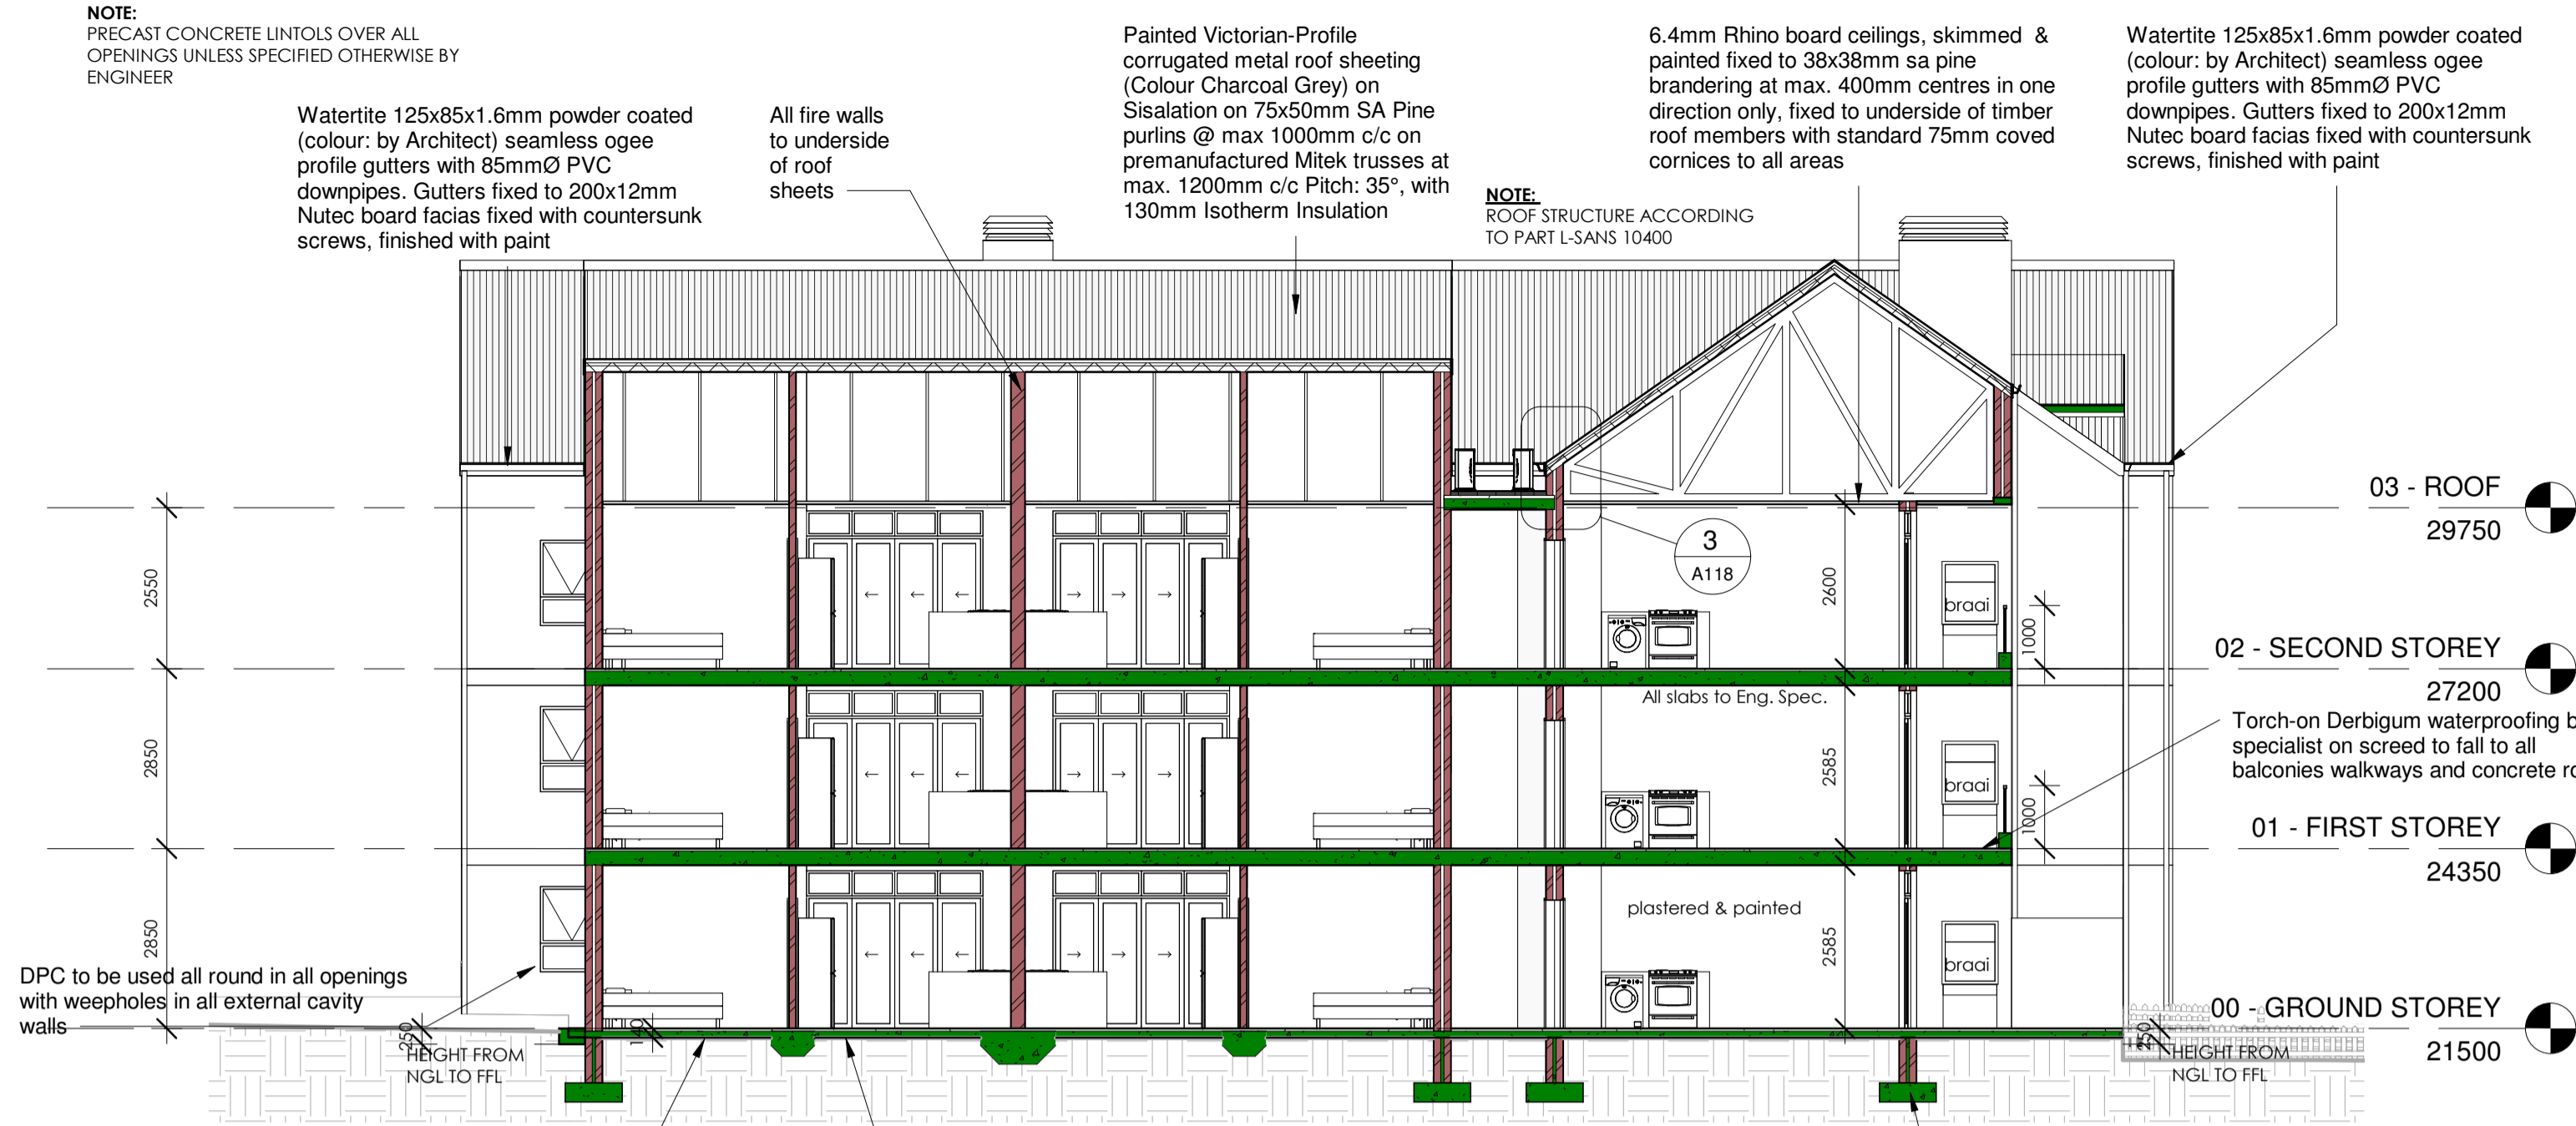 NOTE:
PRECAST CONCRETE LINTOLS OVER ALL
OPENINGS UNLESS SPECIFIED OTHERWISE BY
ENGINEER
Watertite 125x85x1.6mm powder coated
(colour: by Architect) seamless ogee
profile gutters with 85mmØ PVC
downpipes. Gutters fixed to 200x12mm
Nutec board facias fixed with countersunk
screws, finished with paint
All fire walls
to underside
of roof
sheets
Painted Victorian-Profile
corrugated metal roof sheeting
(Colour Charcoal Grey) on
Sisalation on 75x50mm SA Pine
purlins @ max 1000mm c/c on
premanufactured Mitek trusses at
max. 1200mm c/c Pitch: 35°, with
130mm Isotherm Insulation
NOTE:
ROOF STRUCTURE ACCORDING
TO PART L-SANS 10400
6.4mm Rhino board ceilings, skimmed & 
painted fixed to 38x38mm sa pine
brandering at max. 400mm centres in one
direction only, fixed to underside of timber
roof members with standard 75mm coved
cornices to all areas
Watertite 125x85x1.6mm powder coated
(colour: by Architect) seamless ogee
profile gutters with 85mmØ PVC
downpipes. Gutters fixed to 200x12mm
Nutec board facias fixed with countersunk
screws, finished with paint
03 - ROOF
29750
3
A118
2550
2600
braai
1000
02 - SECOND STOREY
27200
All slabs to Eng. Spec.
Torch-on Derbigum waterproofing
specialist on screed to fall to all
balconies walkways and concrete
2850
2585
braai
1000
01 - FIRST STOREY
24350
plastered & painted
2850
2585
braai
DPC to be used all round in all openings
with weepholes in all external cavity
walls
00 - GROUND STOREY
21500
250
HEIGHT FROM
NGL TO FFL
140
250
HEIGHT FROM
NGL TO FFL